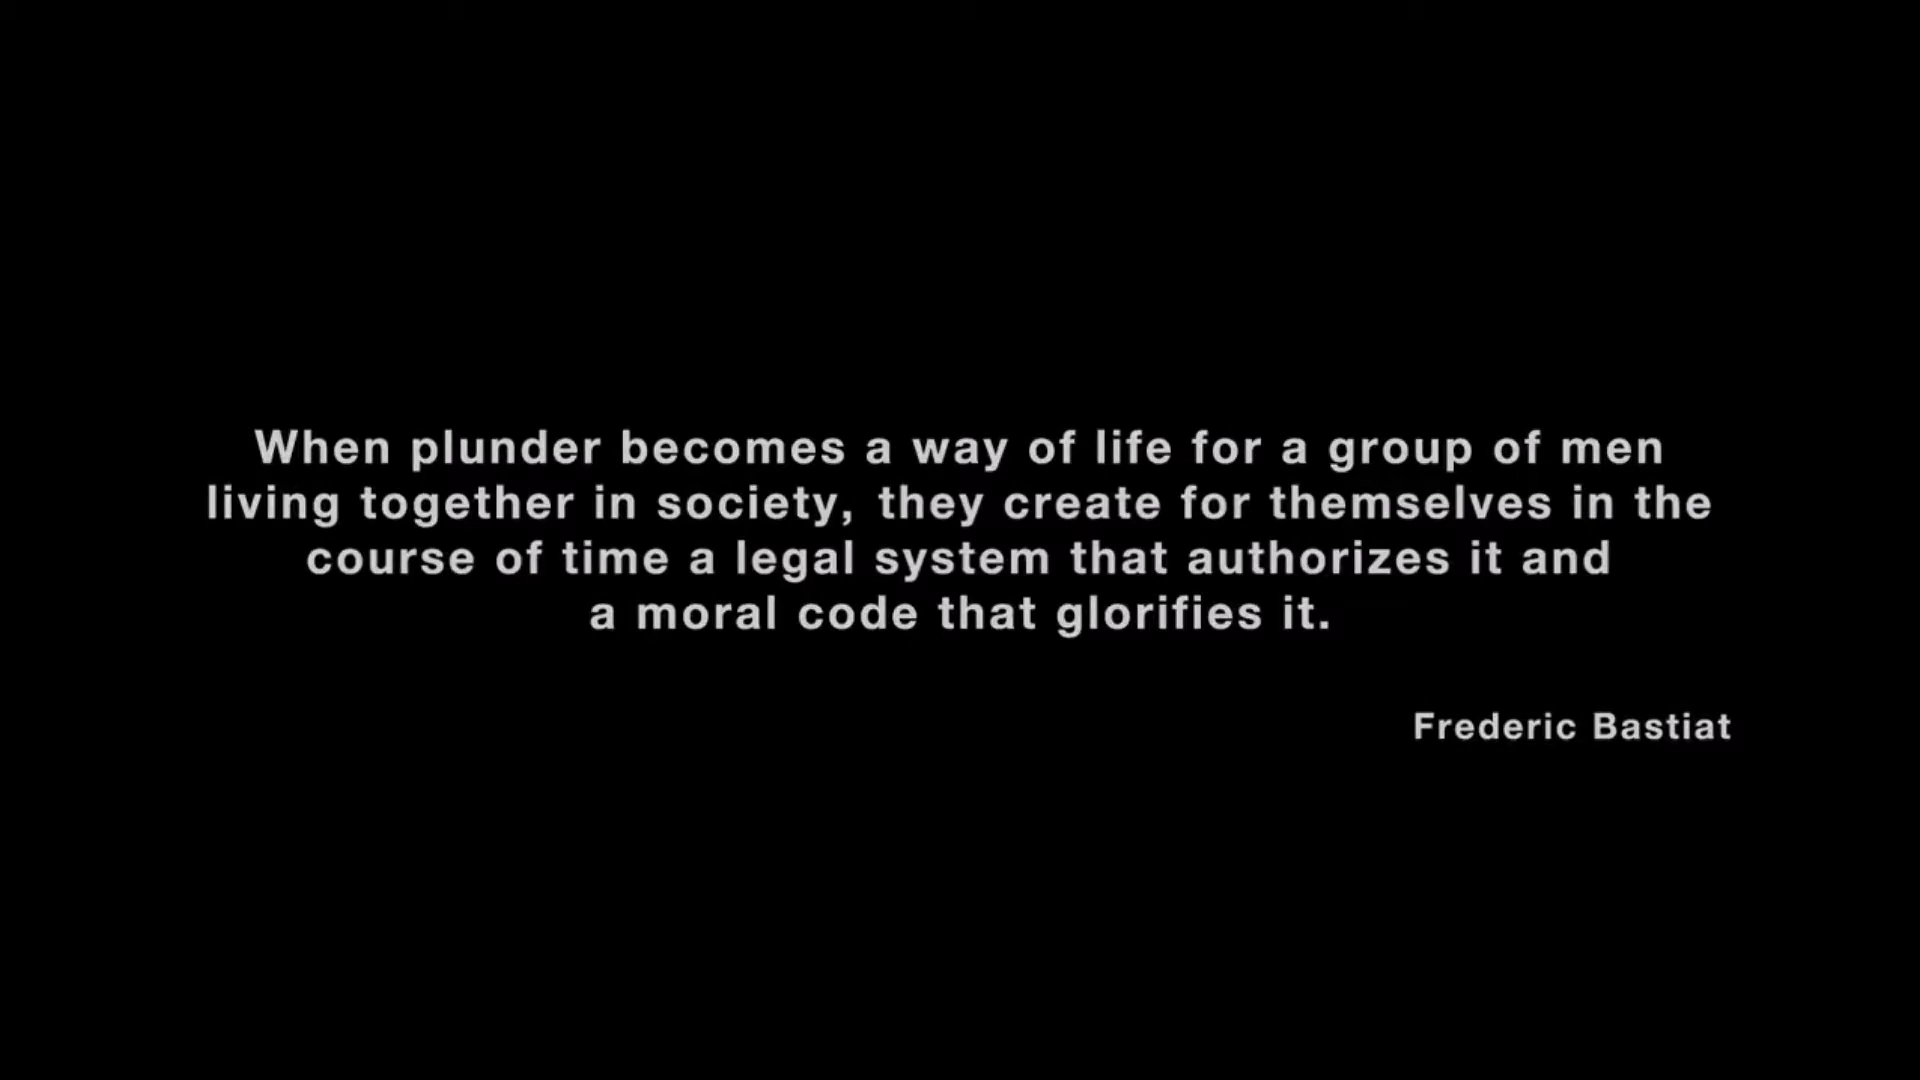 When plunder becomes a way of life for a group of men
living together in society, they create for themselves in the
course of time a legal system that authorizes it and
a moral code that glorifies it.
Frederic Bastiat